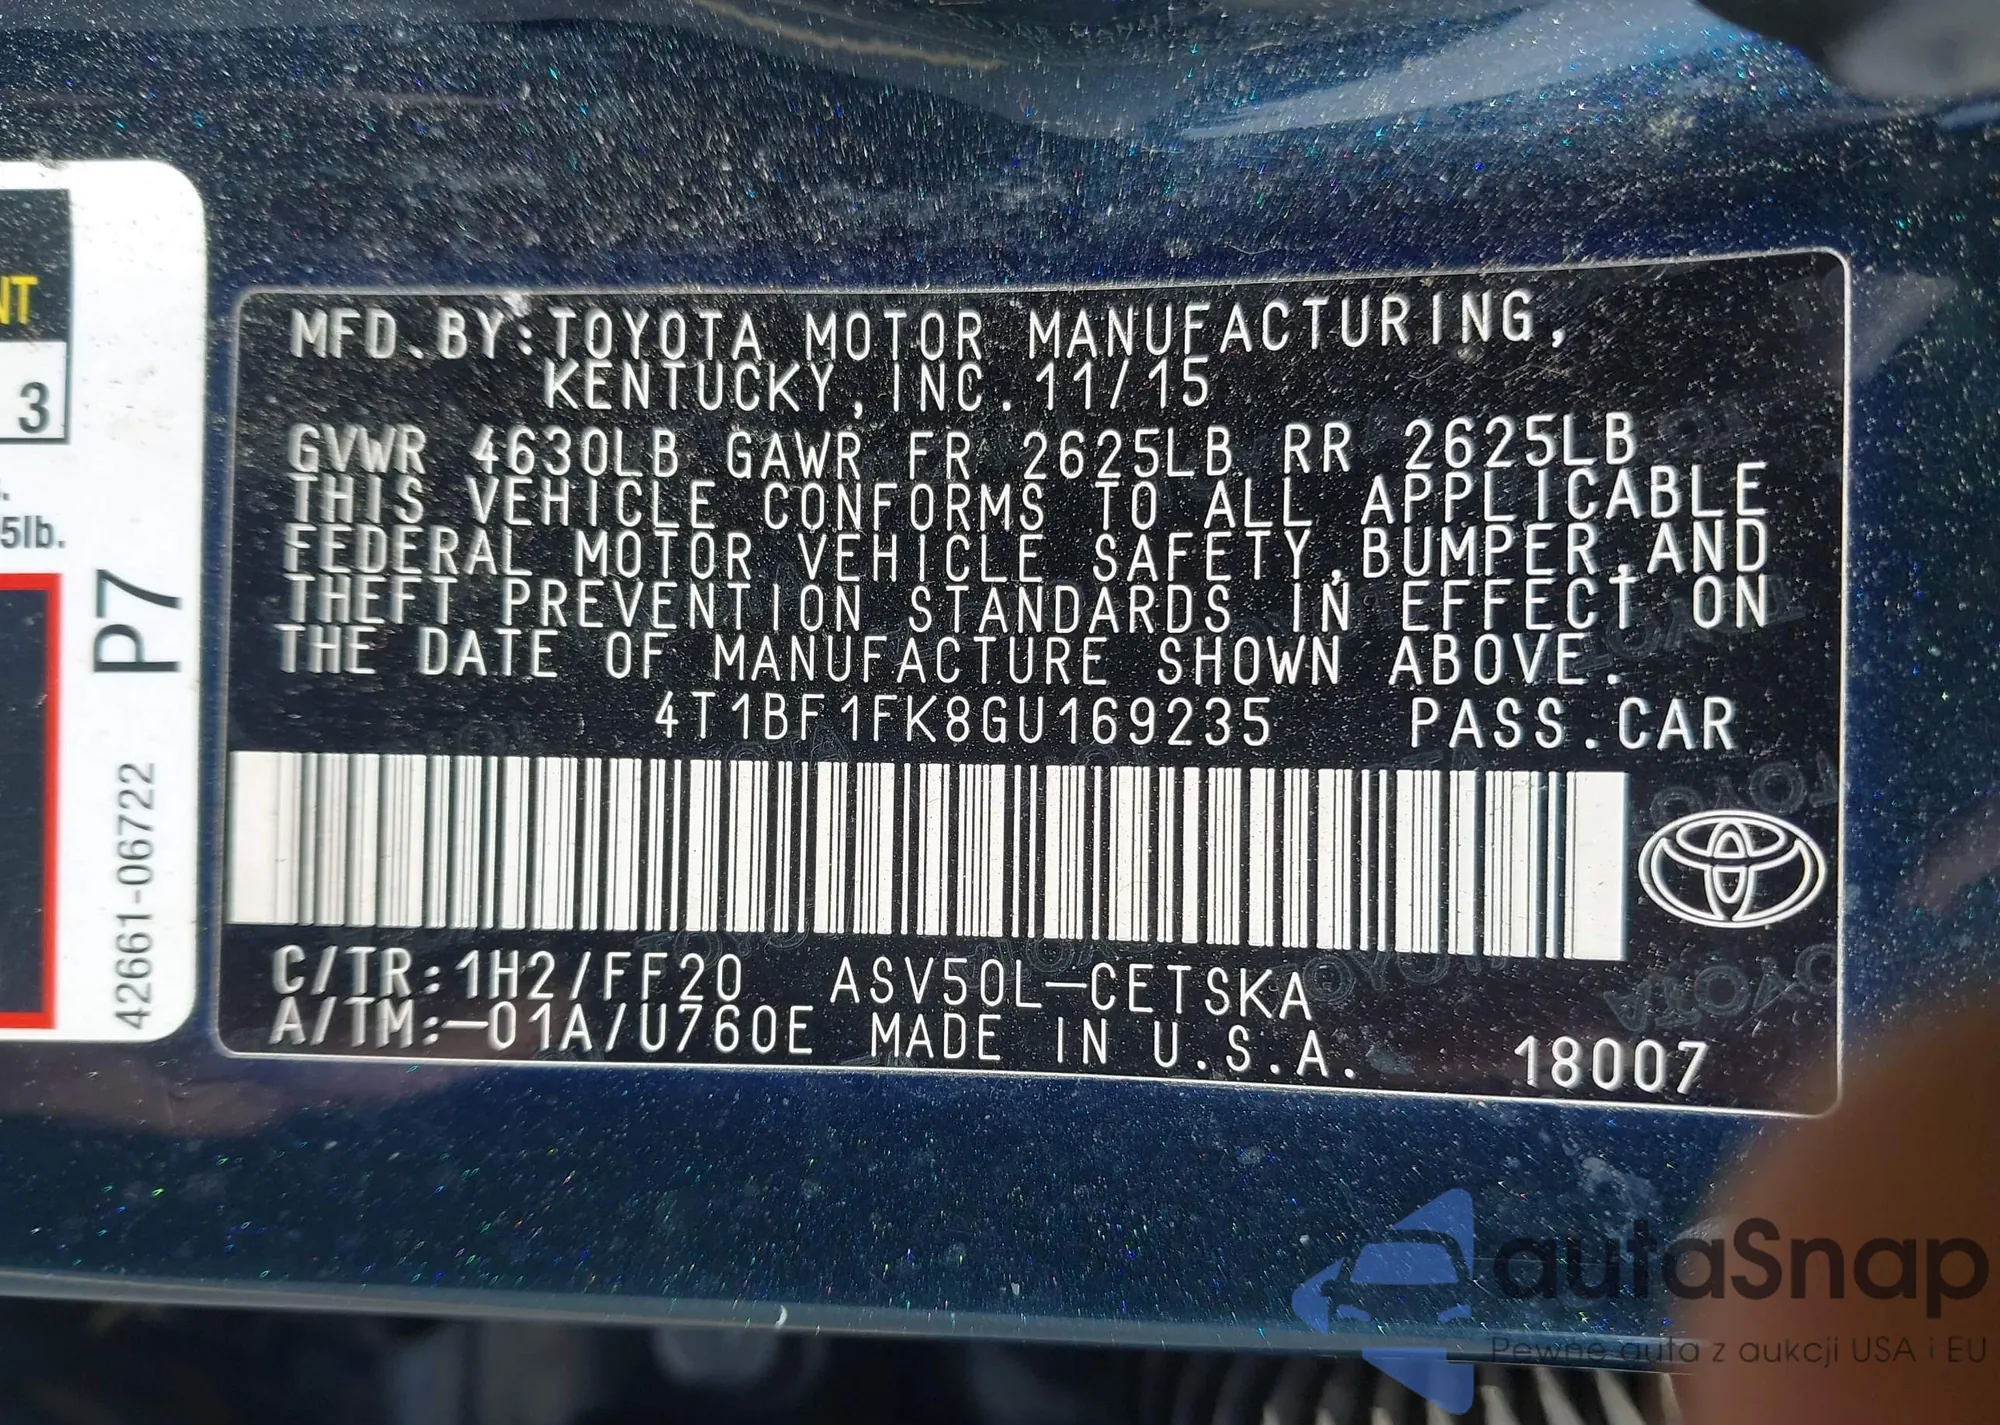 NT
3
5lb.
P7
42661-06722
MFD.BY:TOYOTA MOTOR MANUFACTURING,
KENTUCKY,INC.11/15
GVWR 4630LB GAWR FR 2625LB RR 2625LB
THIS VEHICLE CONFORMS TO ALL APPLICABLE
FEDERAL MOTOR VEHICLE SAFETY,BUMPER,AND
THEFT PREVENTION STANDARDS IN EFFECT ON
THE DATE OF MANUFACTURE SHOWN ABOVE.
4T1BF1FK8GU169235 PASS.CAR
C/TR:1H2/FF20 ASV50L-CETSKA
A/TM:-01A/U760E MADE IN U.S.A. 18007
autaSnap
Pewne auta z aukcji USA i EU